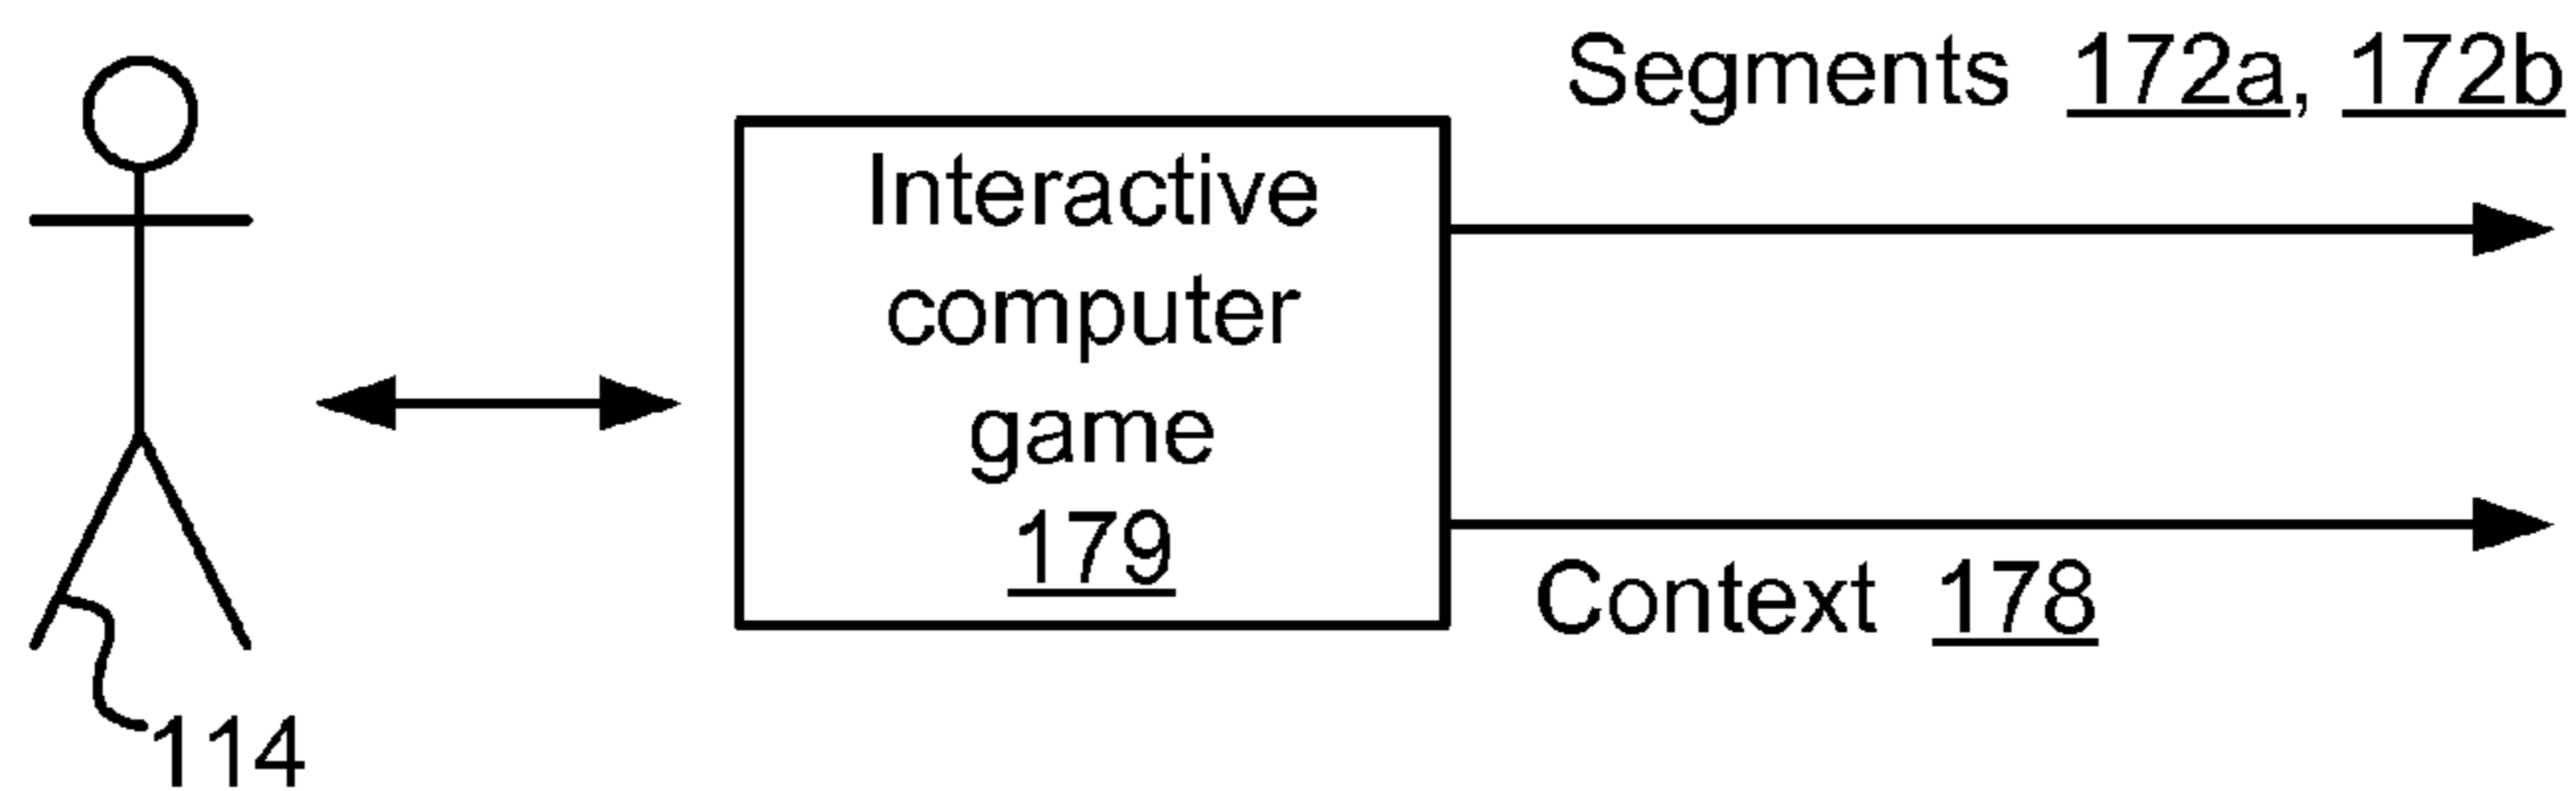 Segments 172a, 172b
Interactive
computer
game
179
Context 178
114